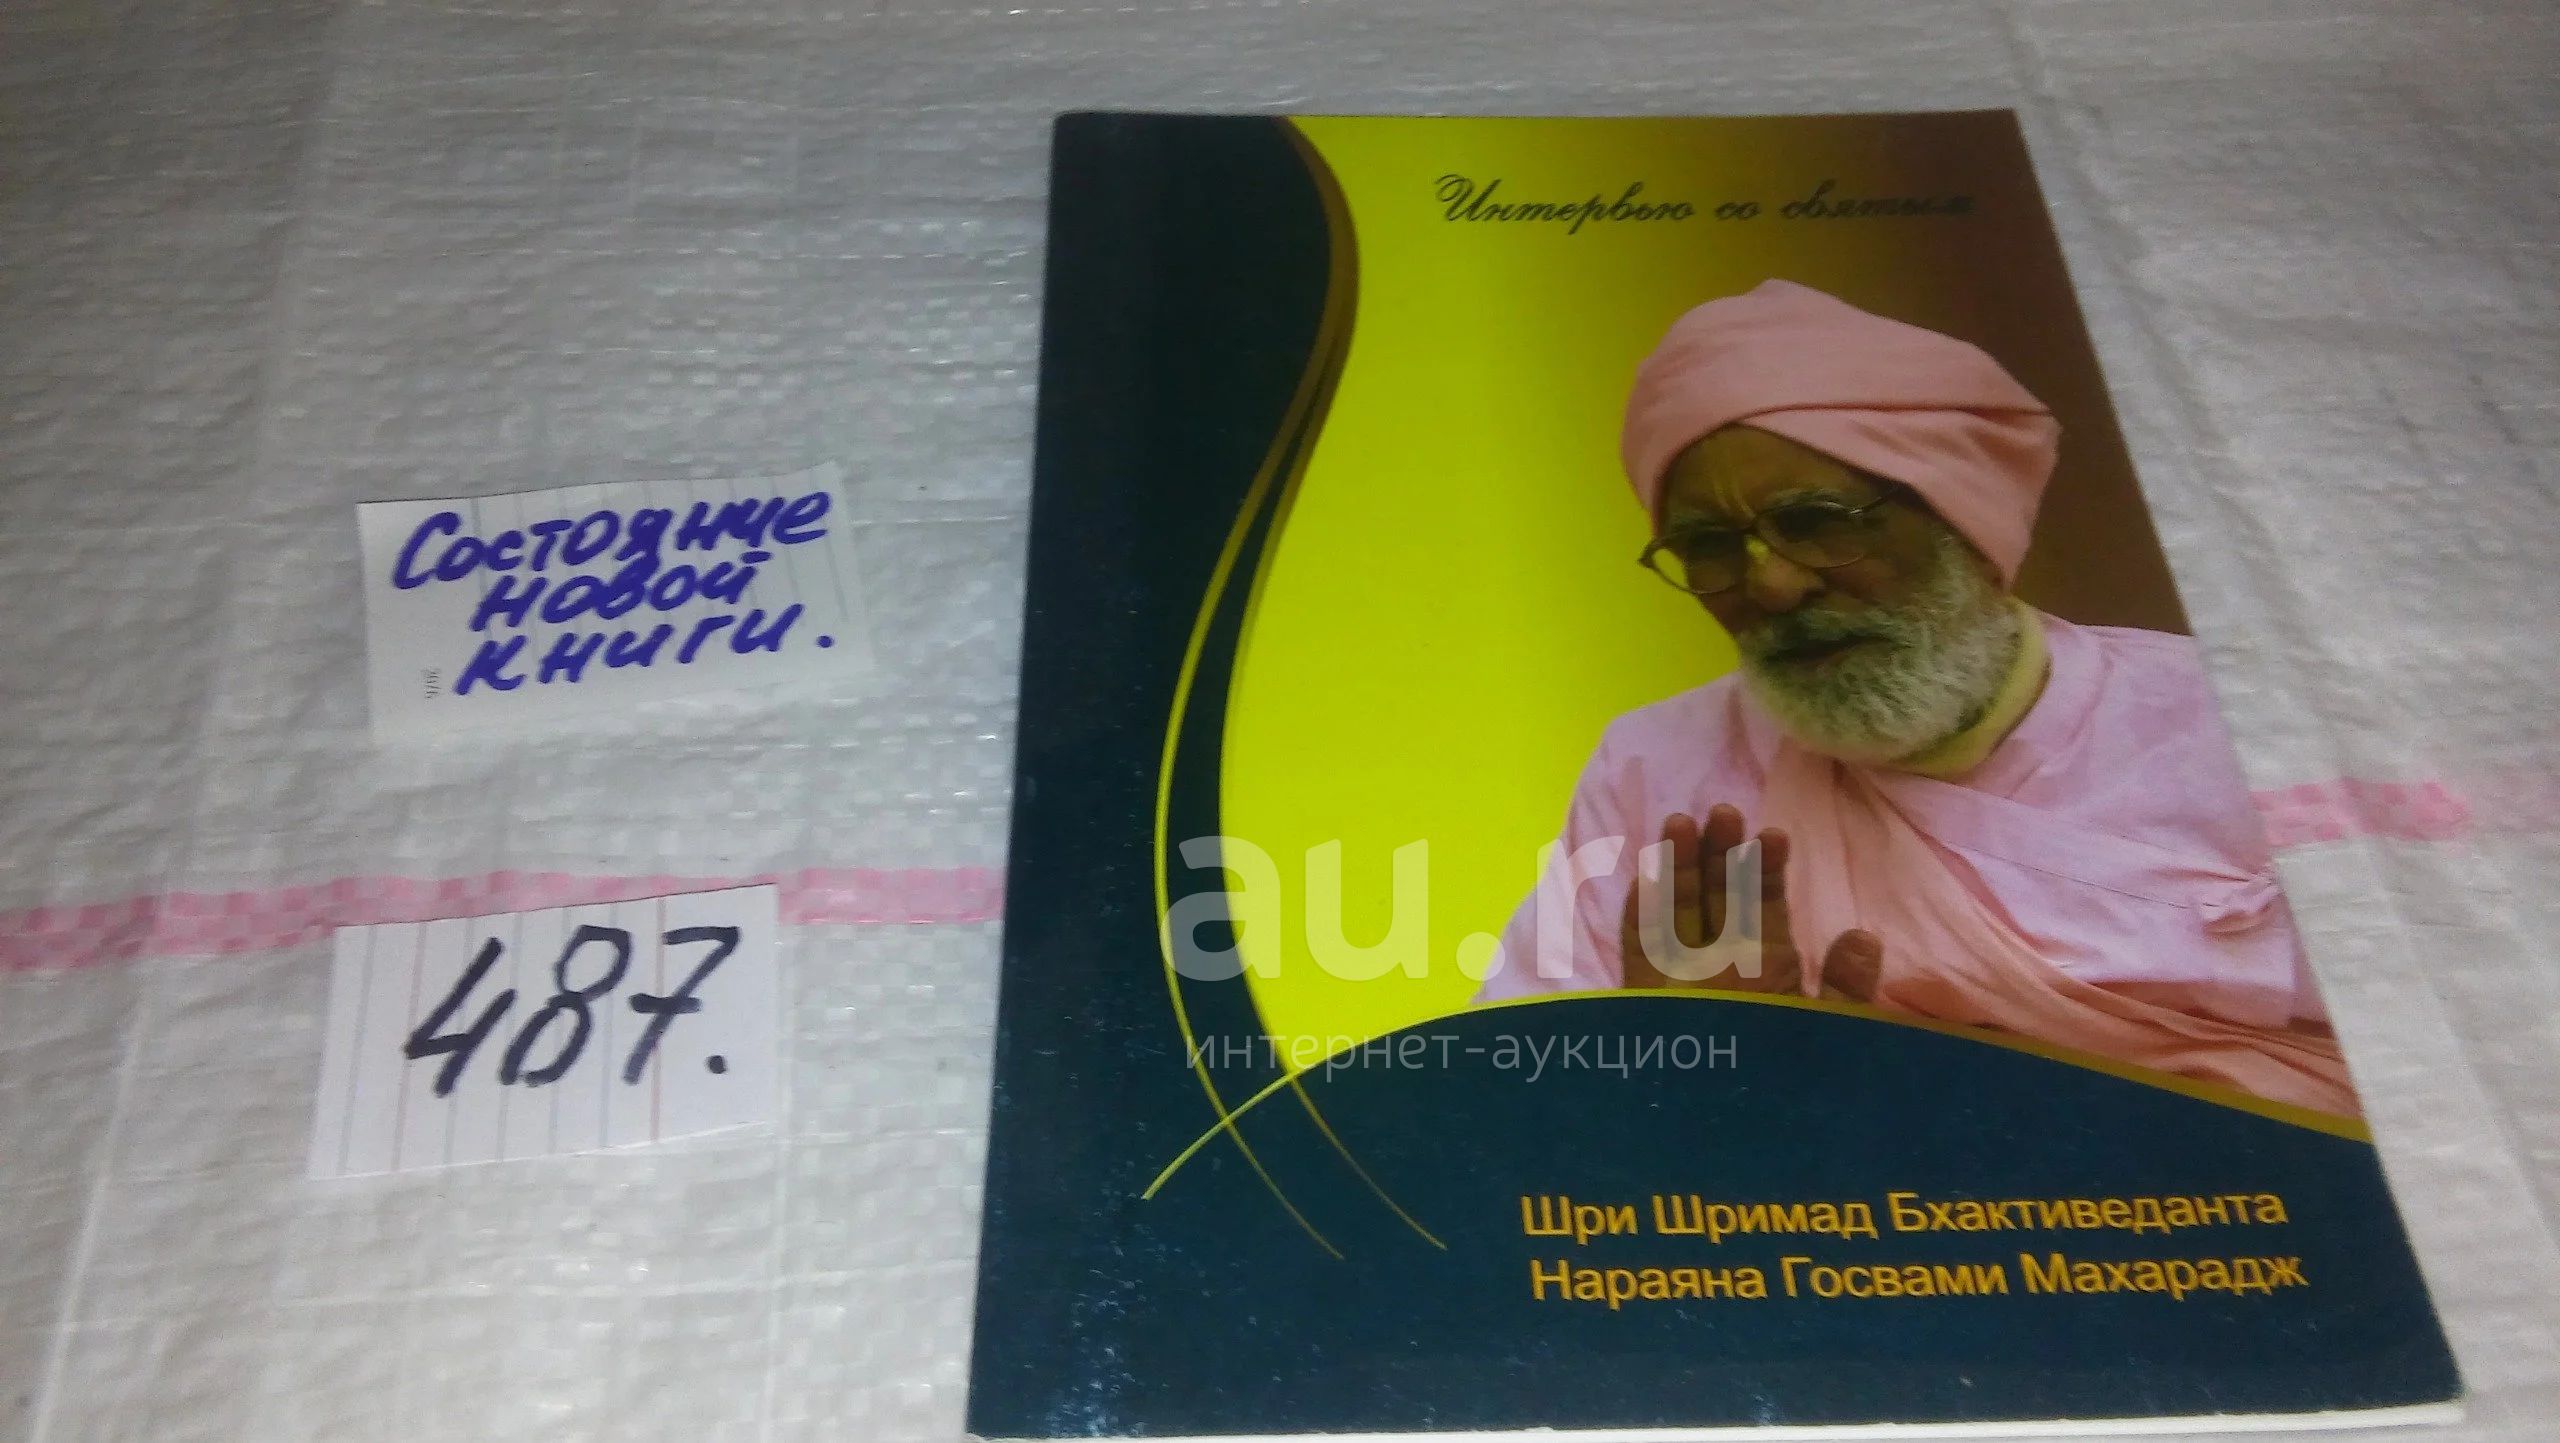 Интервью со святым
Состояние
новой
книги.
487.
au.ru
интернет-аукцион
Шри Шримад Бхактиведанта
Нараяна Госвами Махарадж